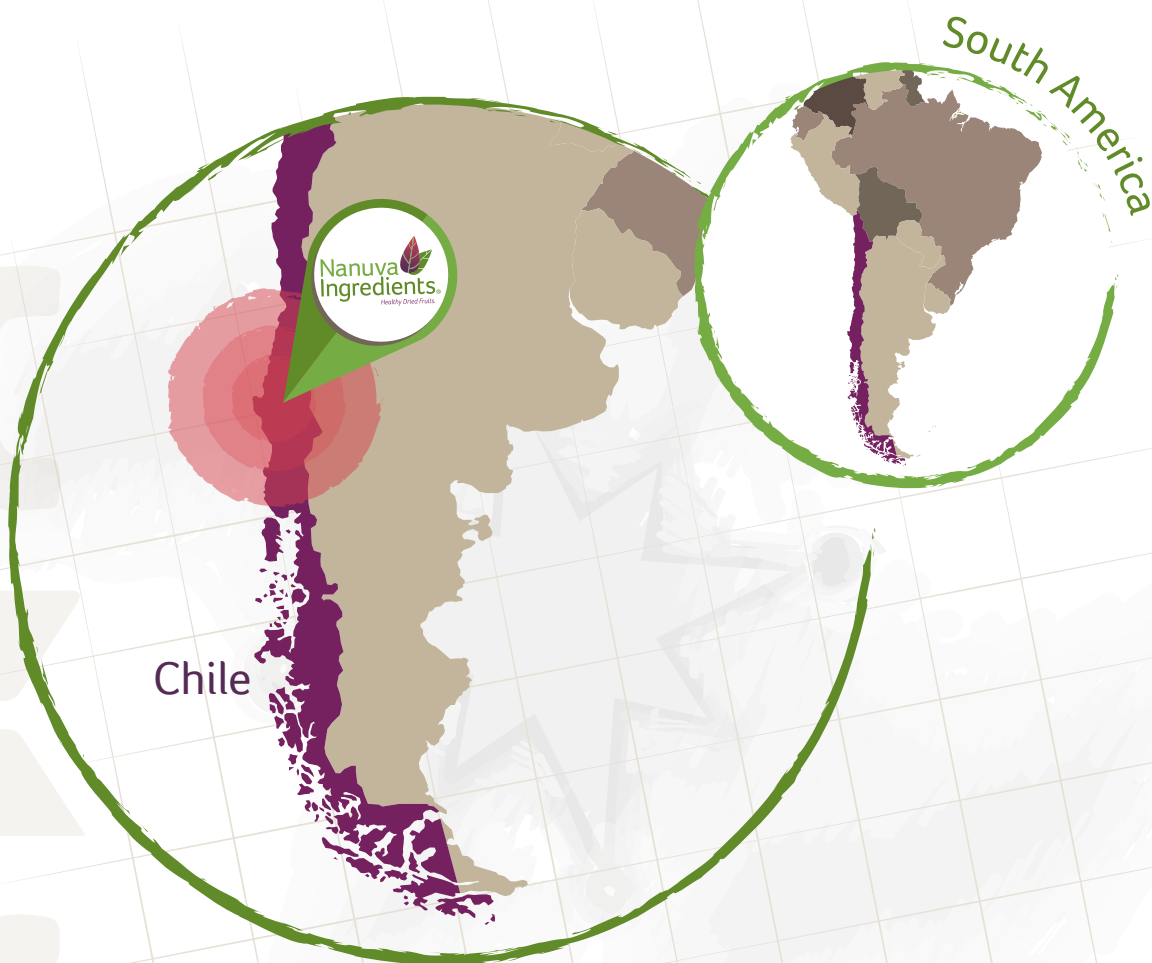 South America
Nanuva
Ingredients®
Healthy Dried Fruits
Chile